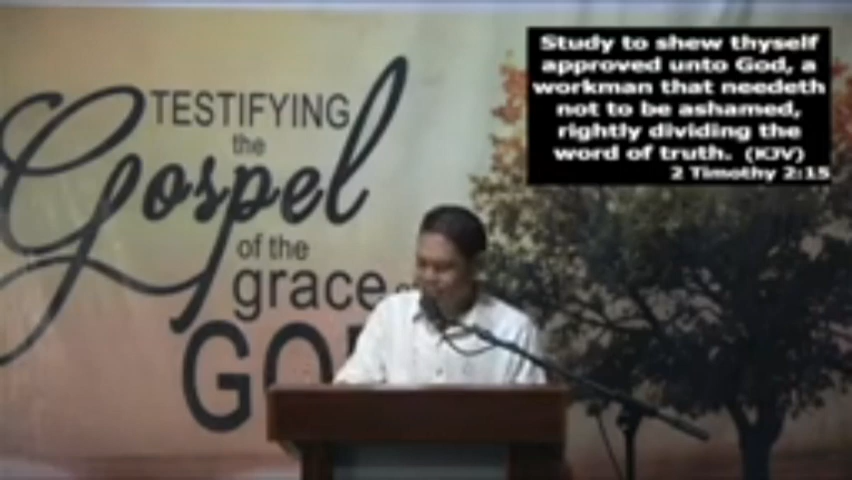 TESTIFYING
the
Gospel
of the
grace
GO
Study to shew thyself
approved unto God, a
workman that needeth
not to be ashamed,
rightly dividing the
word of truth. (KJV)
2 Timothy 2:15